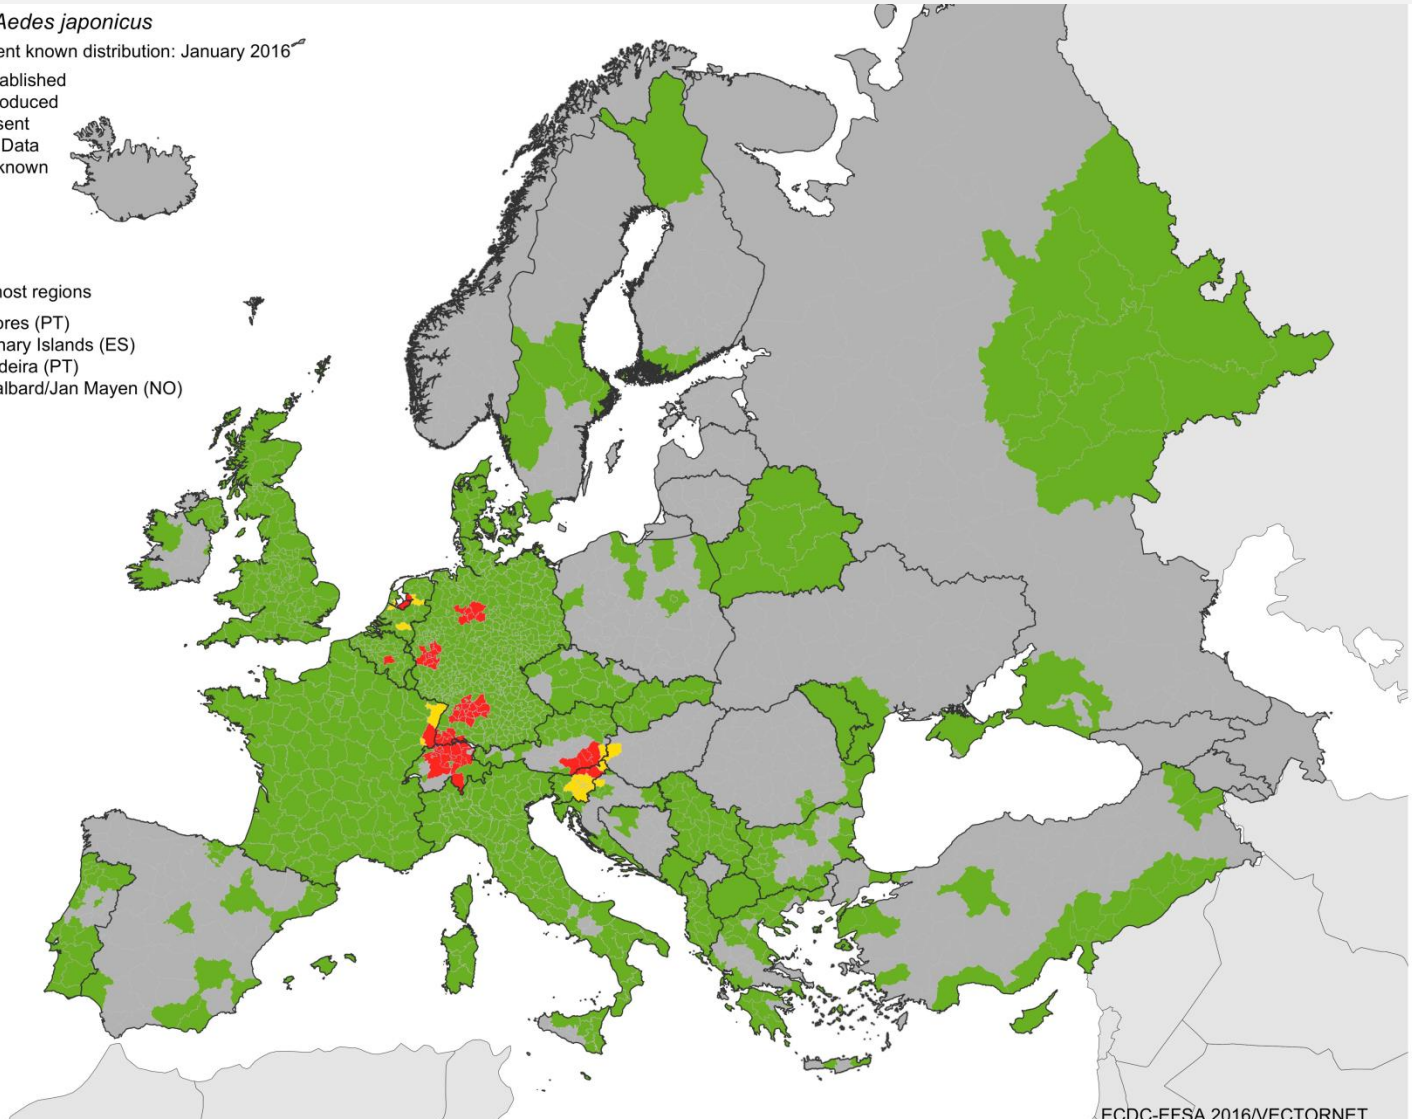 Aedes japonicus
ent known distribution: January 2016
ablished
oduced
sent
Data
known
nost regions
ores (PT)
nary Islands (ES)
deira (PT)
albard/Jan Mayen (NO)
ECDC-EFSA 2016/VECTORNET